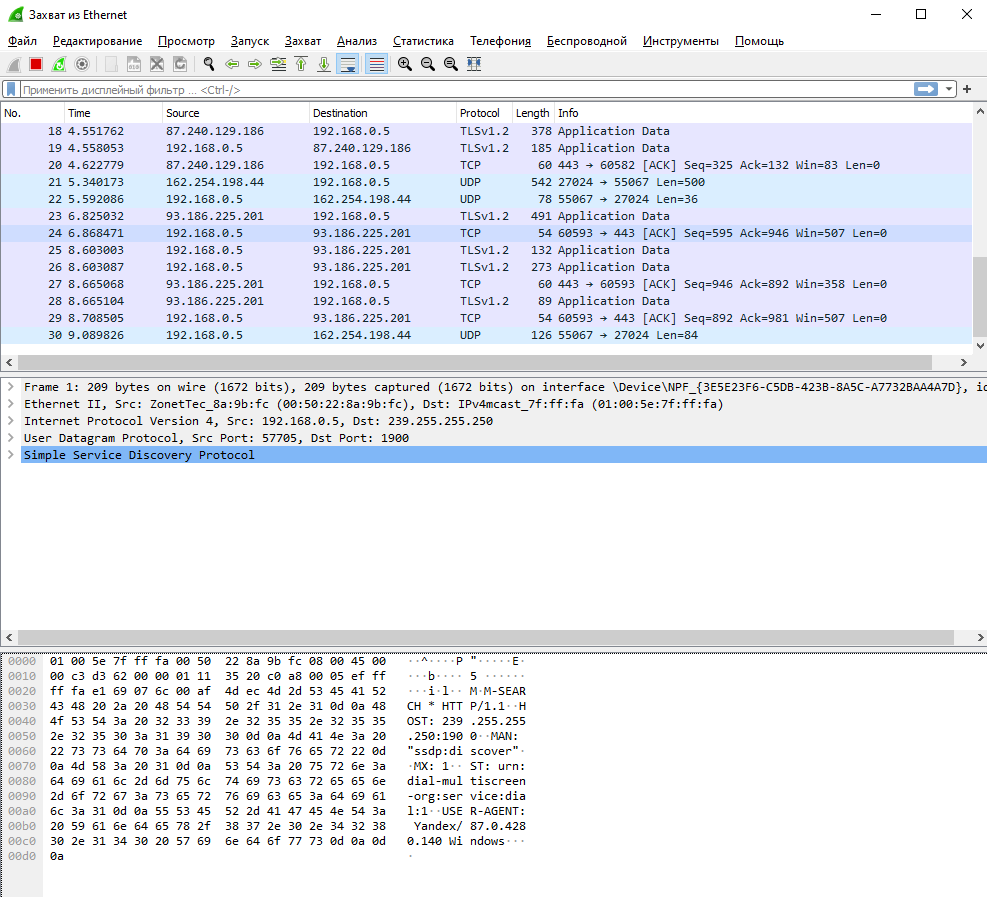 Захват из Ethernet
Файл Редактирование Просмотр Запуск Захват Анализ Статистика Телефония Беспроводной Инструменты Помощь
Применить дисплейный фильтр ... <Ctrl-/>
No. Time Source Destination Protocol Length Info
18 4.551762 87.240.129.186 192.168.0.5 TLSv1.2 378 Application Data
19 4.558053 192.168.0.5 87.240.129.186 TLSv1.2 185 Application Data
20 4.622779 87.240.129.186 192.168.0.5 TCP 60 443 → 60582 [ACK] Seq=325 Ack=132 Win=83 Len=0
21 5.340173 162.254.198.44 192.168.0.5 UDP 542 27024 → 55067 Len=500
22 5.592086 192.168.0.5 162.254.198.44 UDP 78 55067 → 27024 Len=36
23 6.825032 93.186.225.201 192.168.0.5 TLSv1.2 491 Application Data
24 6.868471 192.168.0.5 93.186.225.201 TCP 54 60593 → 443 [ACK] Seq=595 Ack=946 Win=507 Len=0
25 8.603003 192.168.0.5 93.186.225.201 TLSv1.2 132 Application Data
26 8.603087 192.168.0.5 93.186.225.201 TLSv1.2 273 Application Data
27 8.665068 93.186.225.201 192.168.0.5 TCP 60 443 → 60593 [ACK] Seq=946 Ack=892 Win=358 Len=0
28 8.665104 93.186.225.201 192.168.0.5 TLSv1.2 89 Application Data
29 8.708505 192.168.0.5 93.186.225.201 TCP 54 60593 → 443 [ACK] Seq=892 Ack=981 Win=507 Len=0
30 9.089826 192.168.0.5 162.254.198.44 UDP 126 55067 → 27024 Len=84
Frame 1: 209 bytes on wire (1672 bits), 209 bytes captured (1672 bits) on interface \Device\NPF_{3E5E23F6-C5DB-423B-8A5C-A7732BAA4A7D}, id
Ethernet II, Src: ZonetTec_8a:9b:fc (00:50:22:8a:9b:fc), Dst: IPv4mcast_7f:ff:fa (01:00:5e:7f:ff:fa)
Internet Protocol Version 4, Src: 192.168.0.5, Dst: 239.255.255.250
User Datagram Protocol, Src Port: 57705, Dst Port: 1900
Simple Service Discovery Protocol
0000 01 00 5e 7f ff fa 00 50 22 8a 9b fc 08 00 45 00 ··^····P "·····E·
0010 00 c3 d3 62 00 00 01 11 35 20 c0 a8 00 05 ef ff ···b···· 5 ······
0020 ff fa e1 69 07 6c 00 af 4d ec 4d 2d 53 45 41 52 ···i·l·· M·M-SEAR
0030 43 48 20 2a 20 48 54 54 50 2f 31 2e 31 0d 0a 48 CH * HTT P/1.1··H
0040 4f 53 54 3a 20 32 33 39 2e 32 35 35 2e 32 35 35 OST: 239 .255.255
0050 2e 32 35 30 3a 31 39 30 30 0d 0a 4d 41 4e 3a 20 .250:190 0··MAN:
0060 22 73 73 64 70 3a 64 69 73 63 6f 76 65 72 22 0d "ssdp:di scover"·
0070 0a 4d 58 3a 20 31 0d 0a 53 54 3a 20 75 72 6e 3a ·MX: 1·· ST: urn:
0080 64 69 61 6c 2d 6d 75 6c 74 69 73 63 72 65 65 6e dial-mul tiscreen
0090 2d 6f 72 67 3a 73 65 72 76 69 63 65 3a 64 69 61 -org:ser vice:dia
00a0 6c 3a 31 0d 0a 55 53 45 52 2d 41 47 45 4e 54 3a l:1··USE R-AGENT:
00b0 20 59 61 6e 64 65 78 2f 38 37 2e 30 2e 34 32 38 Yandex/ 87.0.428
00c0 30 2e 31 34 30 20 57 69 6e 64 6f 77 73 0d 0a 0d 0.140 Wi ndows···
00d0 0a ·